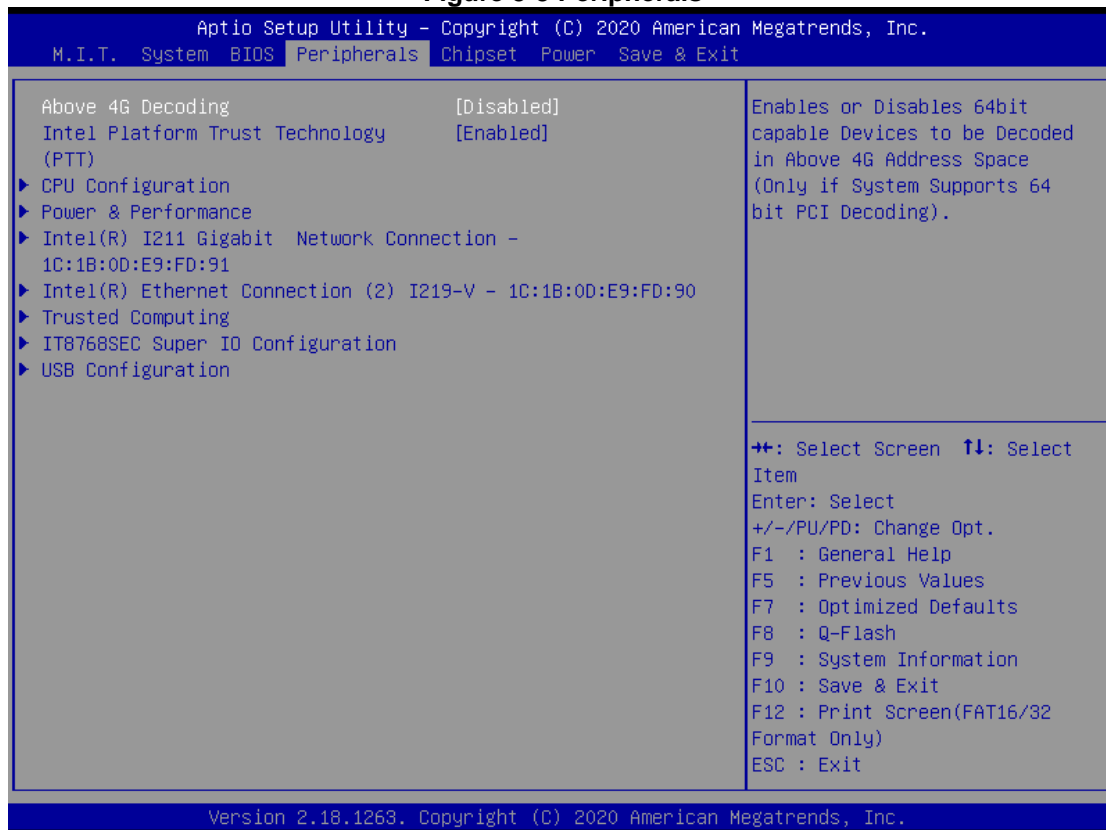 Aptio Setup Utility – Copyright (C) 2020 American Megatrends, Inc.
M.I.T. System BIOS Peripherals Chipset Power Save & Exit
Above 4G Decoding [Disabled]
Intel Platform Trust Technology [Enabled]
(PTT)
▶ CPU Configuration
▶ Power & Performance
▶ Intel(R) I211 Gigabit  Network Connection –
1C:1B:0D:E9:FD:91
▶ Intel(R) Ethernet Connection (2) I219–V – 1C:1B:0D:E9:FD:90
▶ Trusted Computing
▶ IT8768SEC Super IO Configuration
▶ USB Configuration
Enables or Disables 64bit
capable Devices to be Decoded
in Above 4G Address Space
(Only if System Supports 64
bit PCI Decoding).
→←: Select Screen ↑↓: Select
Item
Enter: Select
+/–/PU/PD: Change Opt.
F1 : General Help
F5 : Previous Values
F7 : Optimized Defaults
F8 : Q–Flash
F9 : System Information
F10 : Save & Exit
F12 : Print Screen(FAT16/32
Format Only)
ESC : Exit
Version 2.18.1263. Copyright (C) 2020 American Megatrends, Inc.